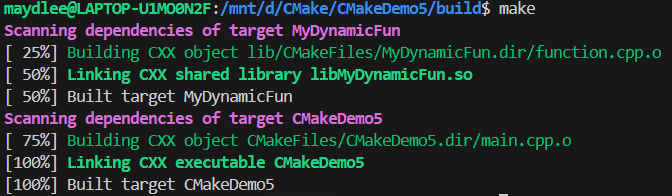 maydlee@LAPTOP-U1MO0N2F:/mnt/d/CMake/CMakeDemo5/build$ make
Scanning dependencies of target MyDynamicFun
[ 25%] Building CXX object lib/CMakeFiles/MyDynamicFun.dir/function.cpp.o
[ 50%] Linking CXX shared library libMyDynamicFun.so
[ 50%] Built target MyDynamicFun
Scanning dependencies of target CMakeDemo5
[ 75%] Building CXX object CMakeFiles/CMakeDemo5.dir/main.cpp.o
[100%] Linking CXX executable CMakeDemo5
[100%] Built target CMakeDemo5